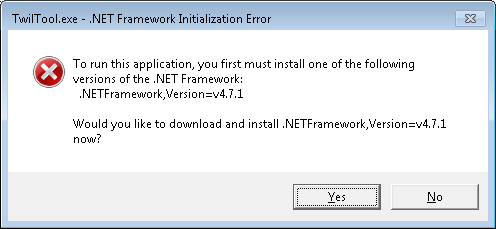 TwilTool.exe - .NET Framework Initialization Error
To run this application, you first must install one of the following
versions of the .NET Framework:
.NETFramework,Version=v4.7.1
Would you like to download and install .NETFramework,Version=v4.7.1
now?
Yes No